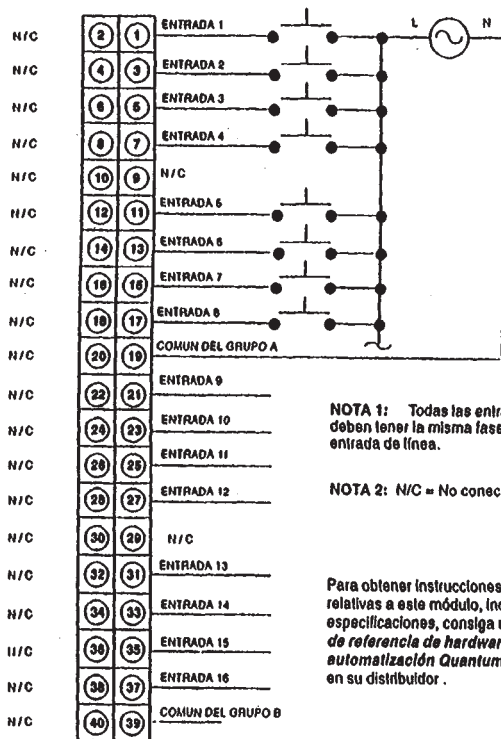 L N
N/C 2 1 ENTRADA 1
N/C 4 3 ENTRADA 2
N/C 6 5 ENTRADA 3
N/C 8 7 ENTRADA 4
N/C 10 9 N/C
N/C 12 11 ENTRADA 5
N/C 14 13 ENTRADA 6
N/C 16 15 ENTRADA 7
N/C 18 17 ENTRADA 8
N/C 20 19 COMUN DEL GRUPO A
N/C 22 21 ENTRADA 9
N/C 24 23 ENTRADA 10
N/C 26 25 ENTRADA 11
N/C 28 27 ENTRADA 12
N/C 30 29 N/C
N/C 32 31 ENTRADA 13
N/C 34 33 ENTRADA 14
N/C 36 35 ENTRADA 15
N/C 38 37 ENTRADA 16
N/C 40 39 COMUN DEL GRUPO B
NOTA 1: Todas las entra
deben tener la misma fase
entrada de línea.
NOTA 2: N/C = No conec
Para obtener instrucciones
relativas a este módulo, inc
especificaciones, consiga u
de referencia de hardwar
automatización Quantum
en su distribuidor .